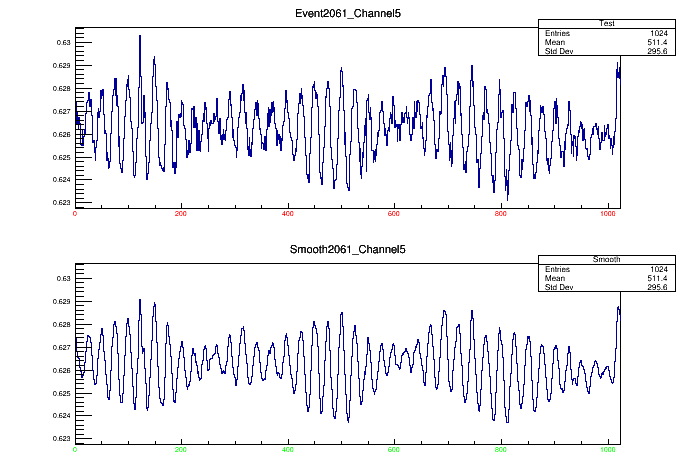 Event2061_Channel5
Test
Entries 1024
Mean 511.4
Std Dev 295.6
0.63
0.629
0.628
0.627
0.626
0.625
0.624
0.623
0 200 400 600 800 1000
Smooth2061_Channel5
Smooth
Entries 1024
Mean 511.4
Std Dev 295.6
0.63
0.629
0.628
0.627
0.626
0.625
0.624
0.623
0 200 400 600 800 1000